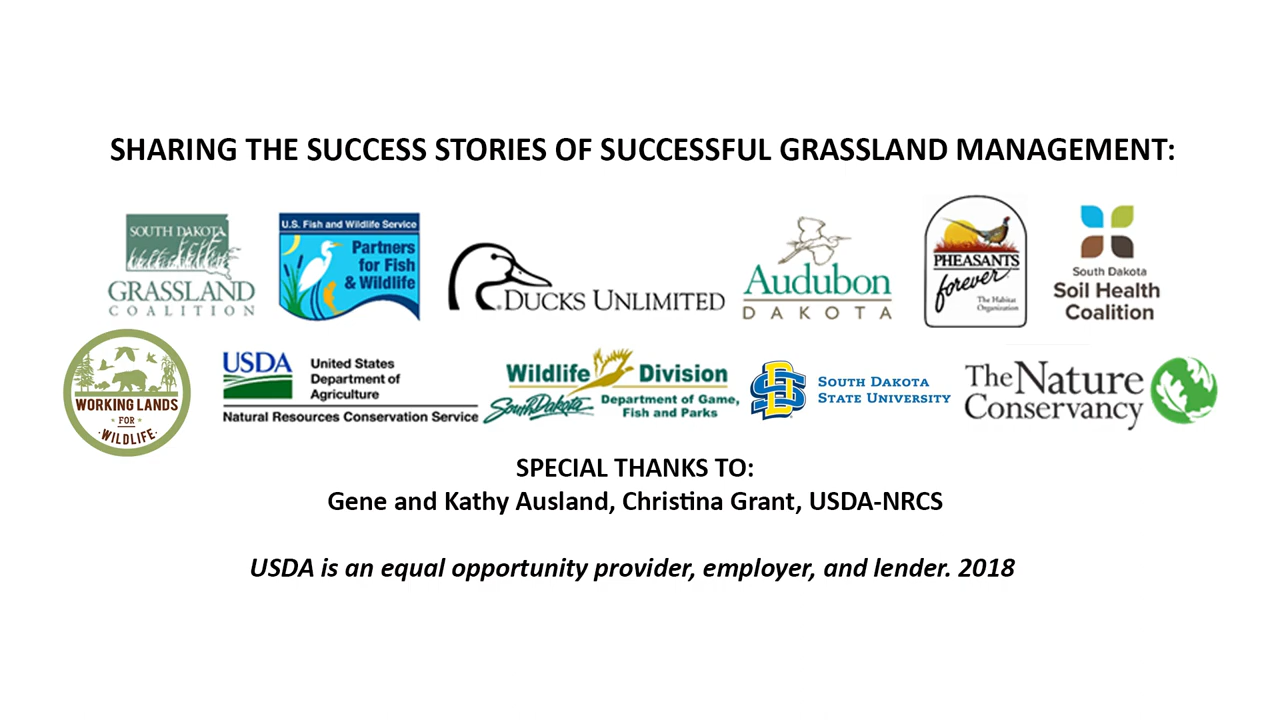 SHARING THE SUCCESS STORIES OF SUCCESSFUL GRASSLAND MANAGEMENT:
SOUTH DAKOTA
GRASSLAND
COALITION
U.S. Fish and Wildlife Service
Partners
for Fish
& Wildlife
DUCKS UNLIMITED
Audubon
DAKOTA
PHEASANTS
forever
The Habitat
Organization
South Dakota
Soil Health
Coalition
WORKING LANDS
FOR
WILDLIFE
USDA
United States
Department of
Agriculture
Natural Resources Conservation Service
Wildlife Division
South Dakota
Department of Game,
Fish and Parks
SD
SOUTH DAKOTA
STATE UNIVERSITY
The Nature
Conservancy
SPECIAL THANKS TO:
Gene and Kathy Ausland, Christina Grant, USDA-NRCS
USDA is an equal opportunity provider, employer, and lender. 2018